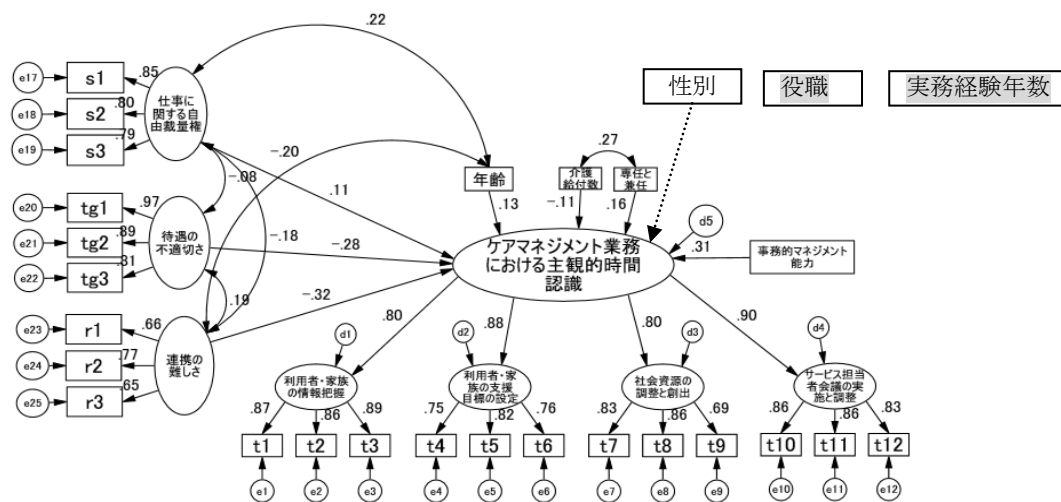 .22
性別
役職
実務経験年数
e17
s1
.85
仕事に
関する自
由裁量権
e18
s2
.80
e19
s3
.79
-.20
-.08
.11
年齢
.27
介護
給付数
専任と
兼任
.13
-.11
.16
d5
.31
e20
tg1
.97
待遇の
不適切さ
e21
tg2
.89
e22
tg3
.31
-.18
-.28
.19
-.32
ケアマネジメント業務
における主観的時間
認識
事務的マネジメント
能力
e23
r1
.66
連携の
難しさ
e24
r2
.77
e25
r3
.65
.80
.88
.80
.90
d1
d2
d3
d4
利用者・家族
の情報把握
利用者・家
族の支援
目標の設定
社会資源の
調整と創出
サービス担当
者会議の実
施と調整
.87
.86
.89
.75
.82
.76
.83
.86
.69
.86
.86
.83
t1
t2
t3
t4
t5
t6
t7
t8
t9
t10
t11
t12
e1
e2
e3
e4
e5
e6
e7
e8
e9
e10
e11
e12